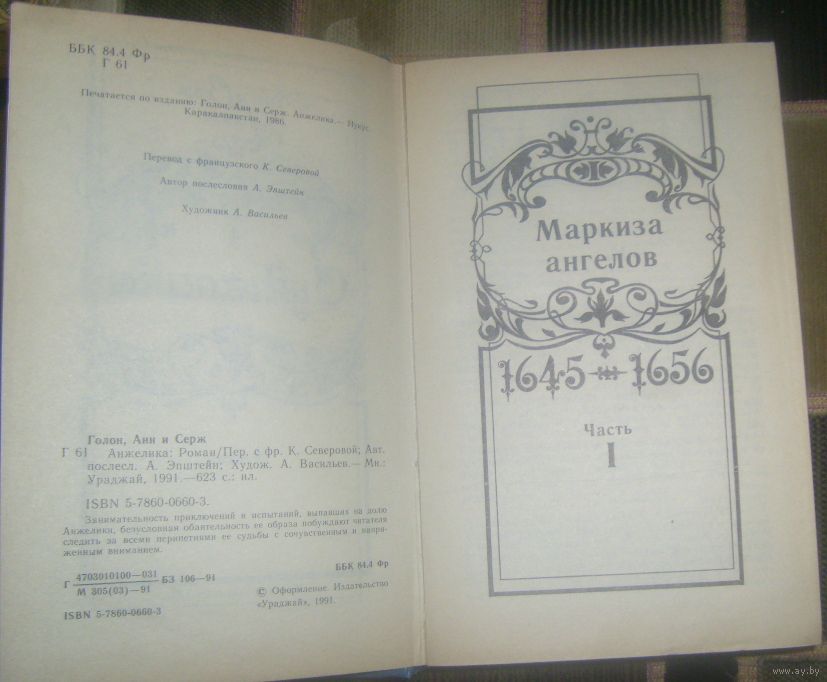 ББК 84.4 Фр
Г 61
Печатается по изданию: Голон, Анн и Серж. Анжелика.— Нукус.
Каракалпакстан, 1986.
Перевод с французского К. Северовой
Автор послесловия А. Эпштейн
Художник А. Васильев
Голон, Анн и Серж
Г 61 Анжелика: Роман/Пер. с фр. К. Северовой; Авт.
послесл. А. Эпштейн; Худож. А. Васильев.— Мн.:
Ураджай, 1991.—623 с.: ил.
ISBN 5-7860-0660-3.
Занимательность приключений и испытаний, выпавших на долю
Анжелики, безусловная обаятельность ее образа побуждают читателя
следить за всеми перипетиями ее судьбы с сочувственным и напря-
женным вниманием.
Г 4703010100—031
М 305(03)—91
БЗ 106—91
ББК 84.4 Фр
ISBN 5-7860-0660-3
© Оформление Издательство
«Ураджай», 1991.
Маркиза
ангелов
1645 1656
Часть
I
www.ay.by